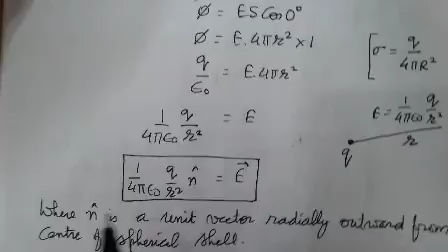 ∅ = ES Cos 0°
∅ = E. 4πr² × 1
q/ε₀ = E. 4πr²
1/4πε₀ q/r² = E
1/4πε₀ q/r² n̂ = E⃗
Where n̂ is a unit vector radially outward from
Centre of spherical shell.
σ = q/4πR²
E = 1/4πε₀ q/r²
q
r